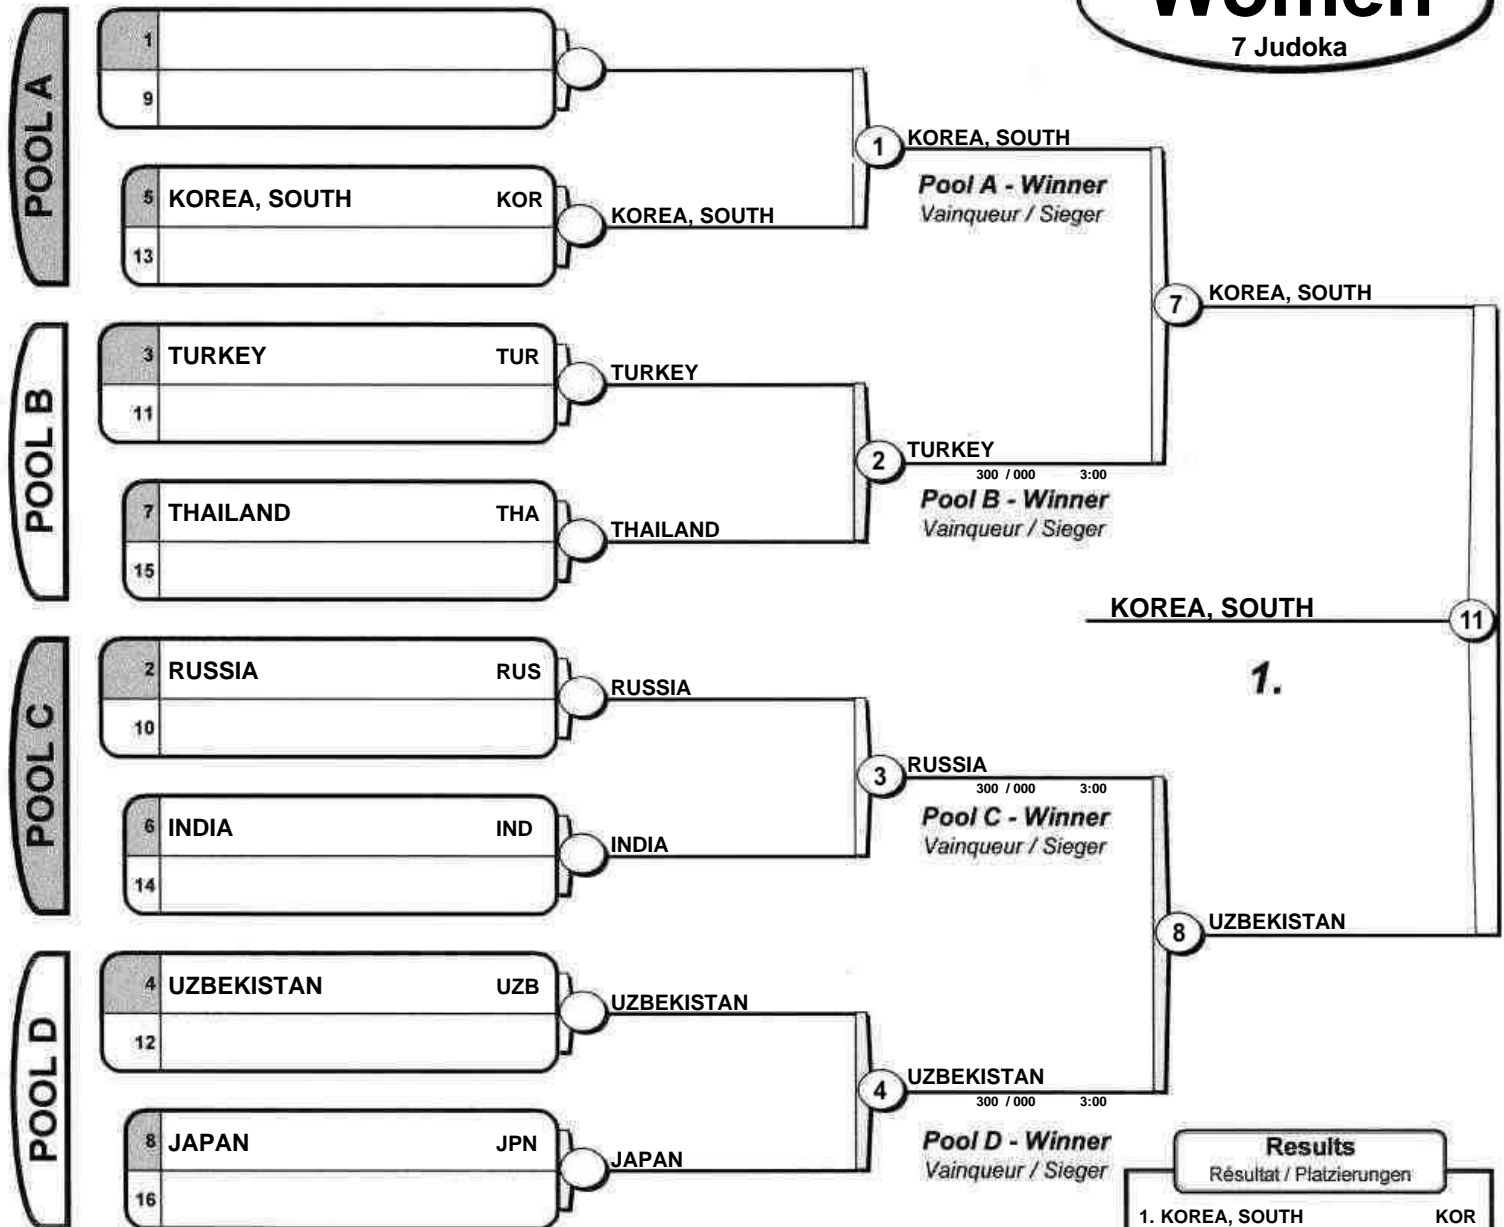 Women
7 Judoka
POOL A
1
9
5 KOREA, SOUTH KOR
13
KOREA, SOUTH
1 KOREA, SOUTH
Pool A - Winner
Vainqueur / Sieger
POOL B
3 TURKEY TUR
11
TURKEY
7 THAILAND THA
15
THAILAND
2 TURKEY
300 / 000 3:00
Pool B - Winner
Vainqueur / Sieger
7 KOREA, SOUTH
KOREA, SOUTH 11
1.
POOL C
2 RUSSIA RUS
10
RUSSIA
6 INDIA IND
14
INDIA
3 RUSSIA
300 / 000 3:00
Pool C - Winner
Vainqueur / Sieger
8 UZBEKISTAN
POOL D
4 UZBEKISTAN UZB
12
UZBEKISTAN
8 JAPAN JPN
16
JAPAN
4 UZBEKISTAN
300 / 000 3:00
Pool D - Winner
Vainqueur / Sieger
Results
Résultat / Platzierungen
1. KOREA, SOUTH KOR